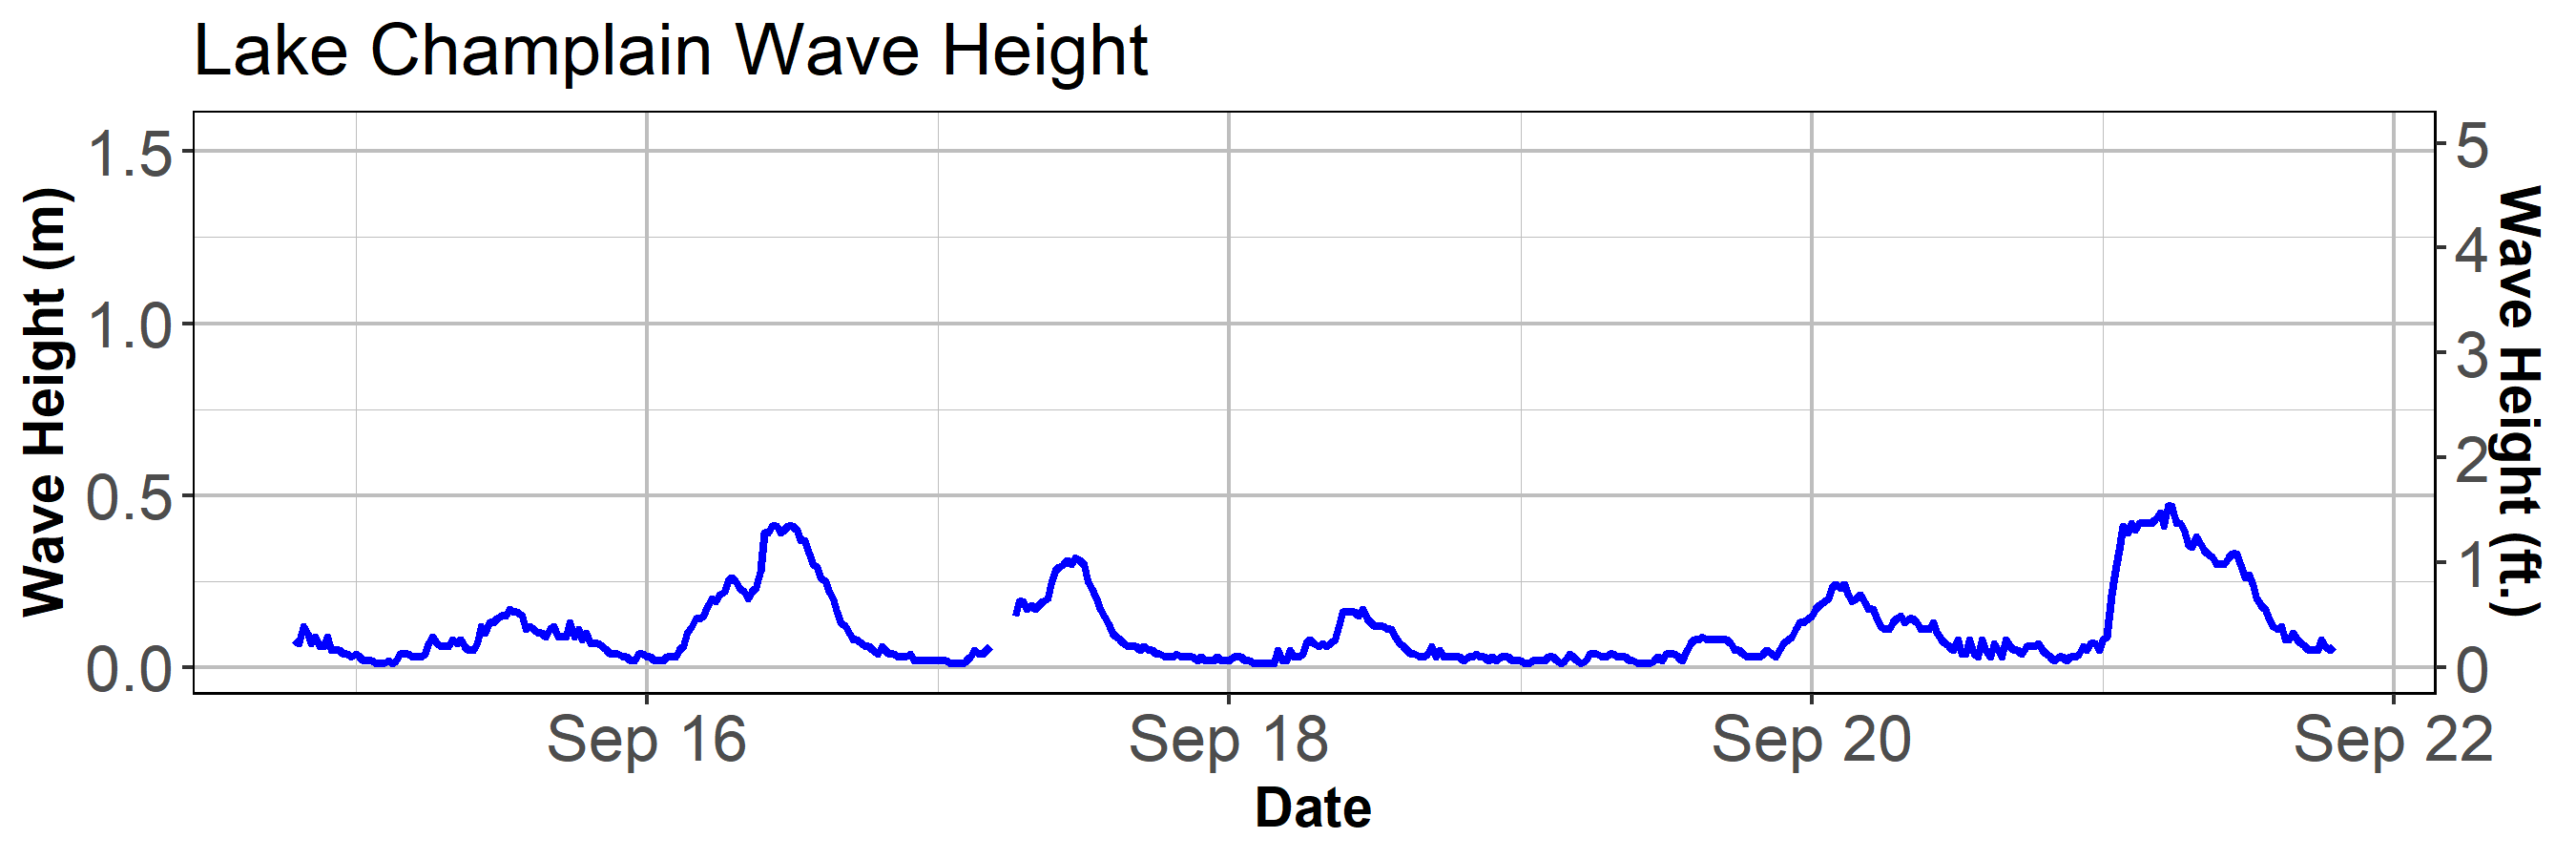 Lake Champlain Wave Height
Wave Height (m)
1.5
1.0
0.5
0.0
5
4
3
2
1
0
Wave Height (ft.)
Sep 16
Sep 18
Sep 20
Sep 22
Date